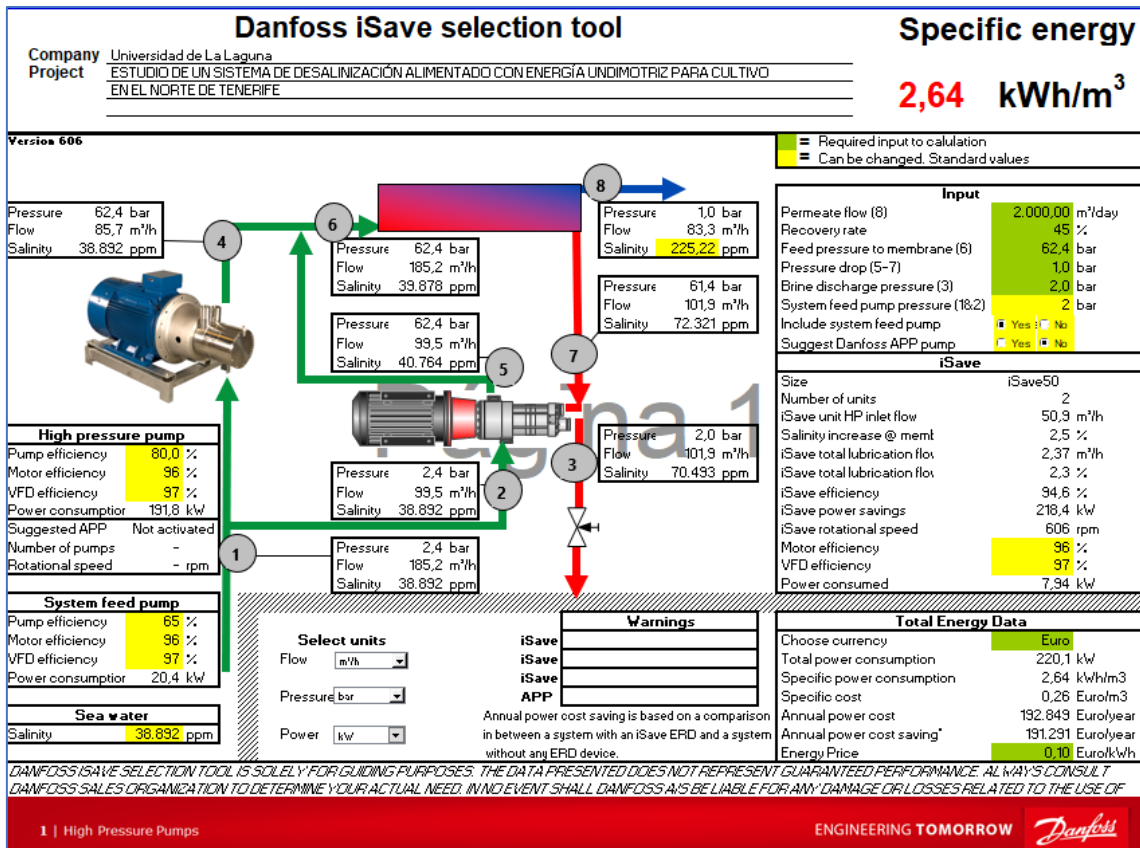 Danfoss iSave selection tool
Specific energy
Company Universidad de La Laguna
Project ESTUDIO DE UN SISTEMA DE DESALINIZACIÓN ALIMENTADO CON ENERGÍA UNDIMOTRIZ PARA CULTIVO
EN EL NORTE DE TENERIFE
2,64 kWh/m³
Version 606
= Required input to calulation
= Can be changed. Standard values
Pressure 62,4 bar
Flow 85,7 m³/h
Salinity 38.892 ppm
4
6
Pressure 62,4 bar
Flow 185,2 m³/h
Salinity 39.878 ppm
8
Pressure 1,0 bar
Flow 83,3 m³/h
Salinity 225,22 ppm
Pressure 61,4 bar
Flow 101,9 m³/h
Salinity 72.321 ppm
7
Pressure 62,4 bar
Flow 99,5 m³/h
Salinity 40.764 ppm
5
Página 1
Pressure 2,0 bar
Flow 101,9 m³/h
Salinity 70.493 ppm
3
Pressure 2,4 bar
Flow 99,5 m³/h
Salinity 38.892 ppm
2
1
Pressure 2,4 bar
Flow 185,2 m³/h
Salinity 38.892 ppm
High pressure pump
Pump efficiency 80,0 %
Motor efficiency 96 %
VFD efficiency 97 %
Power consumptior 191,8 kW
Suggested APP Not activated
Number of pumps -
Rotational speed - rpm
System feed pump
Pump efficiency 65 %
Motor efficiency 96 %
VFD efficiency 97 %
Power consumptior 20,4 kW
Sea water
Salinity 38.892 ppm
Select units
Flow m³/h
Pressure bar
Power kW
Warnings
iSave
iSave
iSave
APP
Annual power cost saving is based on a comparison
in between a system with an iSave ERD and a system
without any ERD device.
Input
Permeate flow (8) 2.000,00 m³/day
Recovery rate 45 %
Feed pressure to membrane (6) 62,4 bar
Pressure drop (5-7) 1,0 bar
Brine discharge pressure (3) 2,0 bar
System feed pump pressure (1&2) 2 bar
Include system feed pump Yes No
Suggest Danfoss APP pump Yes No
iSave
Size iSave50
Number of units 2
iSave unit HP inlet flow 50,9 m³/h
Salinity increase @ memb 2,5 %
iSave total lubrication flov 2,37 m³/h
iSave total lubrication flov 2,3 %
iSave efficiency 94,6 %
iSave power savings 218,4 kW
iSave rotational speed 606 rpm
Motor efficiency 96 %
VFD efficiency 97 %
Power consumed 7,94 kW
Total Energy Data
Choose currency Euro
Total power consumption 220,1 kW
Specific power consumption 2,64 kWh/m3
Specific cost 0,26 Euro/m3
Annual power cost 192.849 Euro/year
Annual power cost saving* 191.291 Euro/year
Energy Price 0,10 Euro/kWh
DANFOSS ISAVE SELECTION TOOL IS SOLELY FOR GUIDING PURPOSES. THE DATA PRESENTED DOES NOT REPRESENT GUARANTEED PERFORMANCE. ALWAYS CONSULT
DANFOSS SALES ORGANIZATION TO DETERMINE YOUR ACTUAL NEED. IN NO EVENT SHALL DANFOSS A/S BE LIABLE FOR ANY DAMAGE OR LOSSES RELATED TO THE USE OF
1 | High Pressure Pumps
ENGINEERING TOMORROW
Danfoss